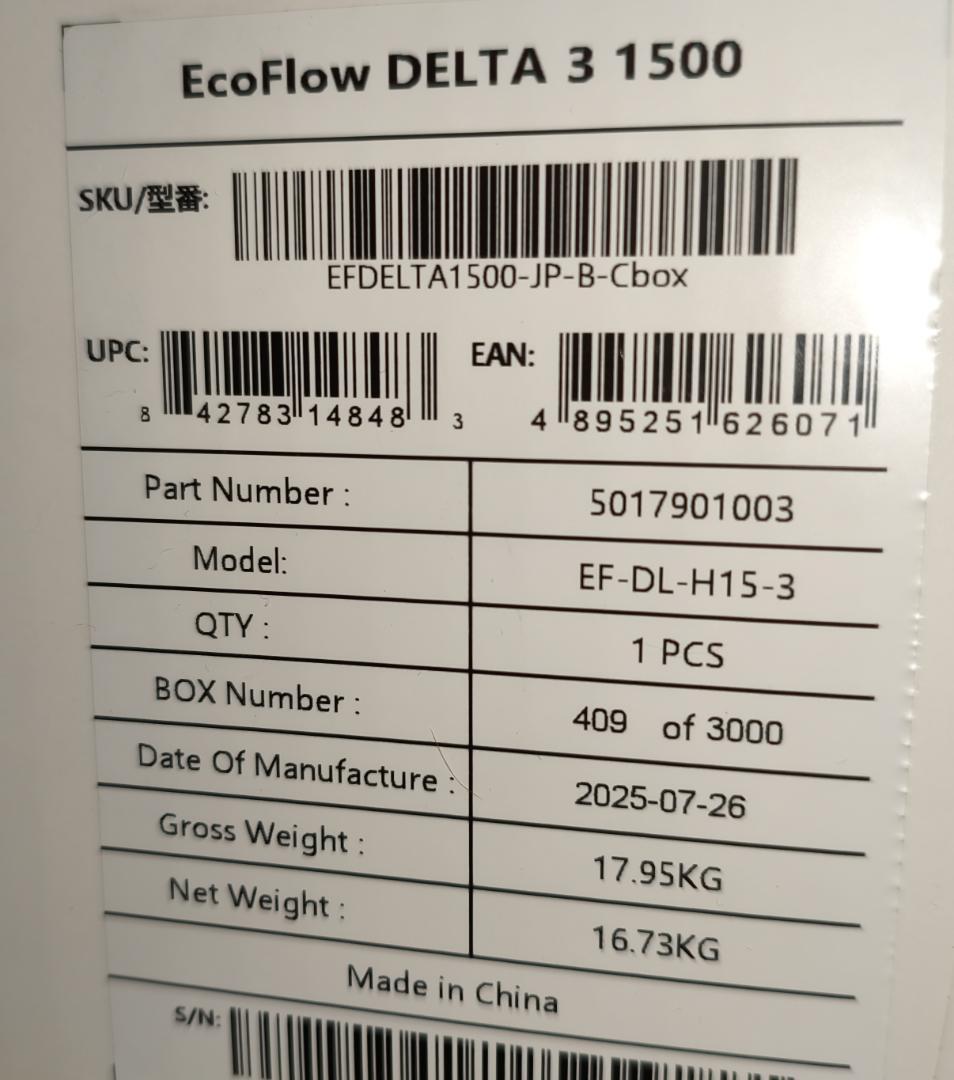 EcoFlow DELTA 3 1500
SKU/型番:
EFDELTA1500-JP-B-Cbox
UPC: 8 42783 14848 3
EAN: 4 895251 626071
Part Number : 5017901003
Model: EF-DL-H15-3
QTY : 1 PCS
BOX Number : 409 of 3000
Date Of Manufacture : 2025-07-26
Gross Weight : 17.95KG
Net Weight : 16.73KG
Made in China
S/N: